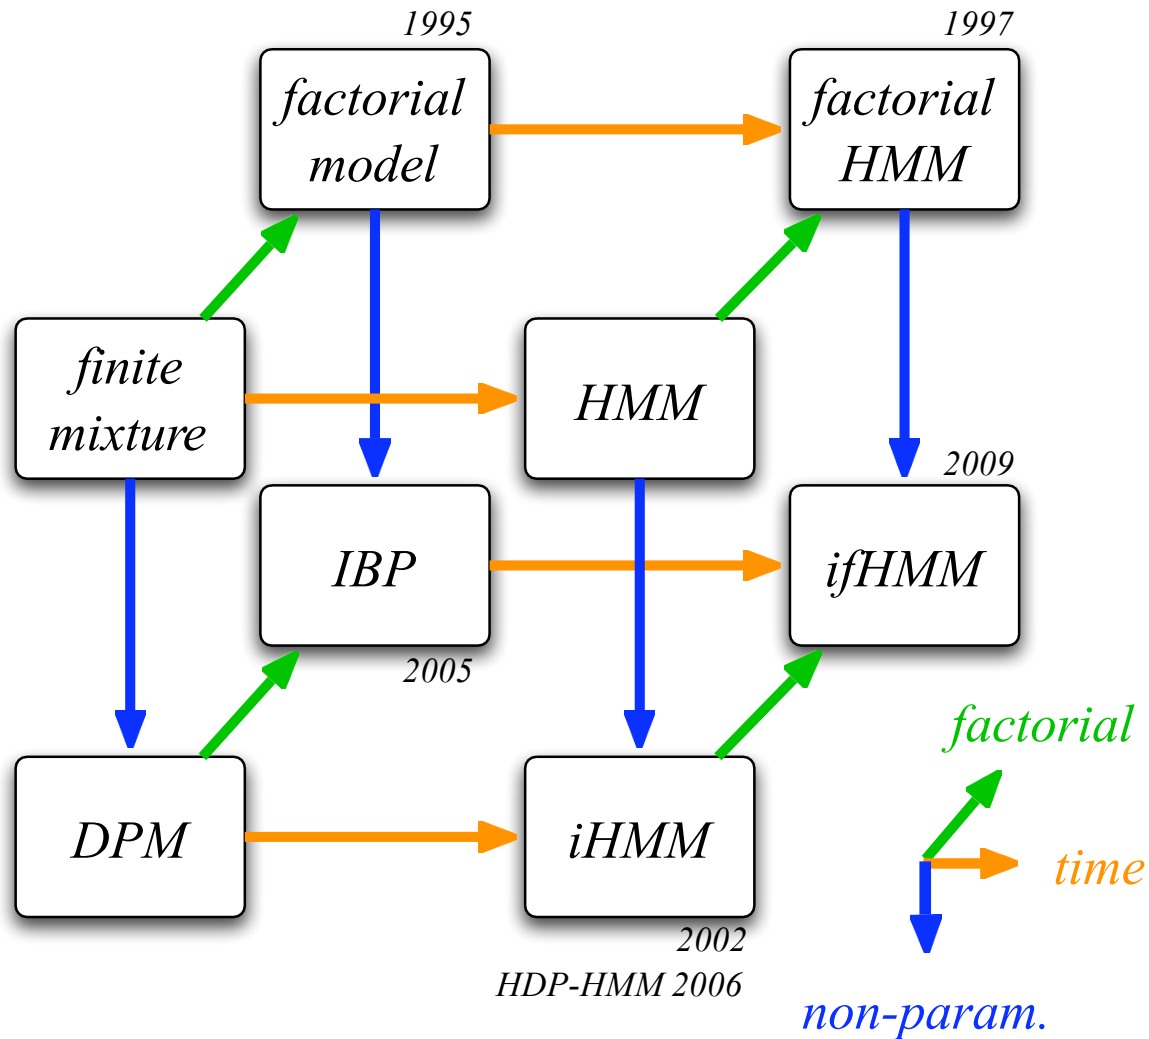 1995
1997
factorial
model
factorial
HMM
finite
mixture
HMM
2009
IBP
ifHMM
2005
factorial
DPM
iHMM
time
2002
HDP-HMM 2006
non-param.